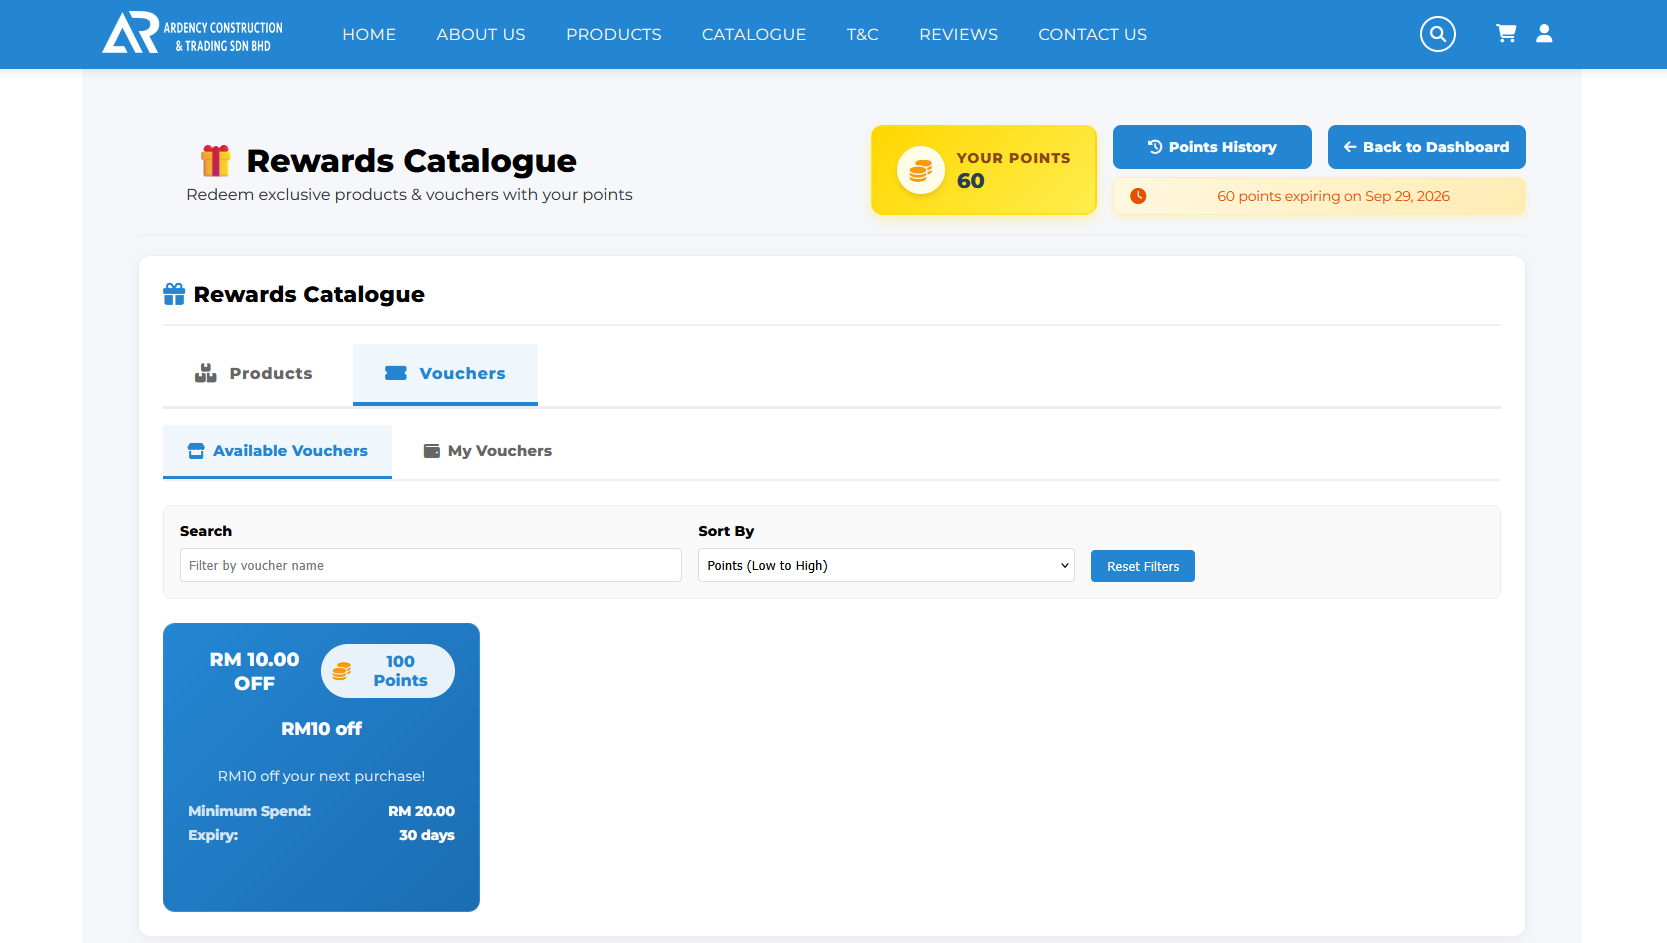 ARDENCY CONSTRUCTION
& TRADING SDN BHD
HOME
ABOUT US
PRODUCTS
CATALOGUE
T&C
REVIEWS
CONTACT US
Rewards Catalogue
Redeem exclusive products & vouchers with your points
YOUR POINTS
60
Points History
Back to Dashboard
60 points expiring on Sep 29, 2026
Rewards Catalogue
Products
Vouchers
Available Vouchers
My Vouchers
Search
Filter by voucher name
Sort By
Points (Low to High)
Reset Filters
RM 10.00
OFF
100
Points
RM10 off
RM10 off your next purchase!
Minimum Spend: RM 20.00
Expiry: 30 days